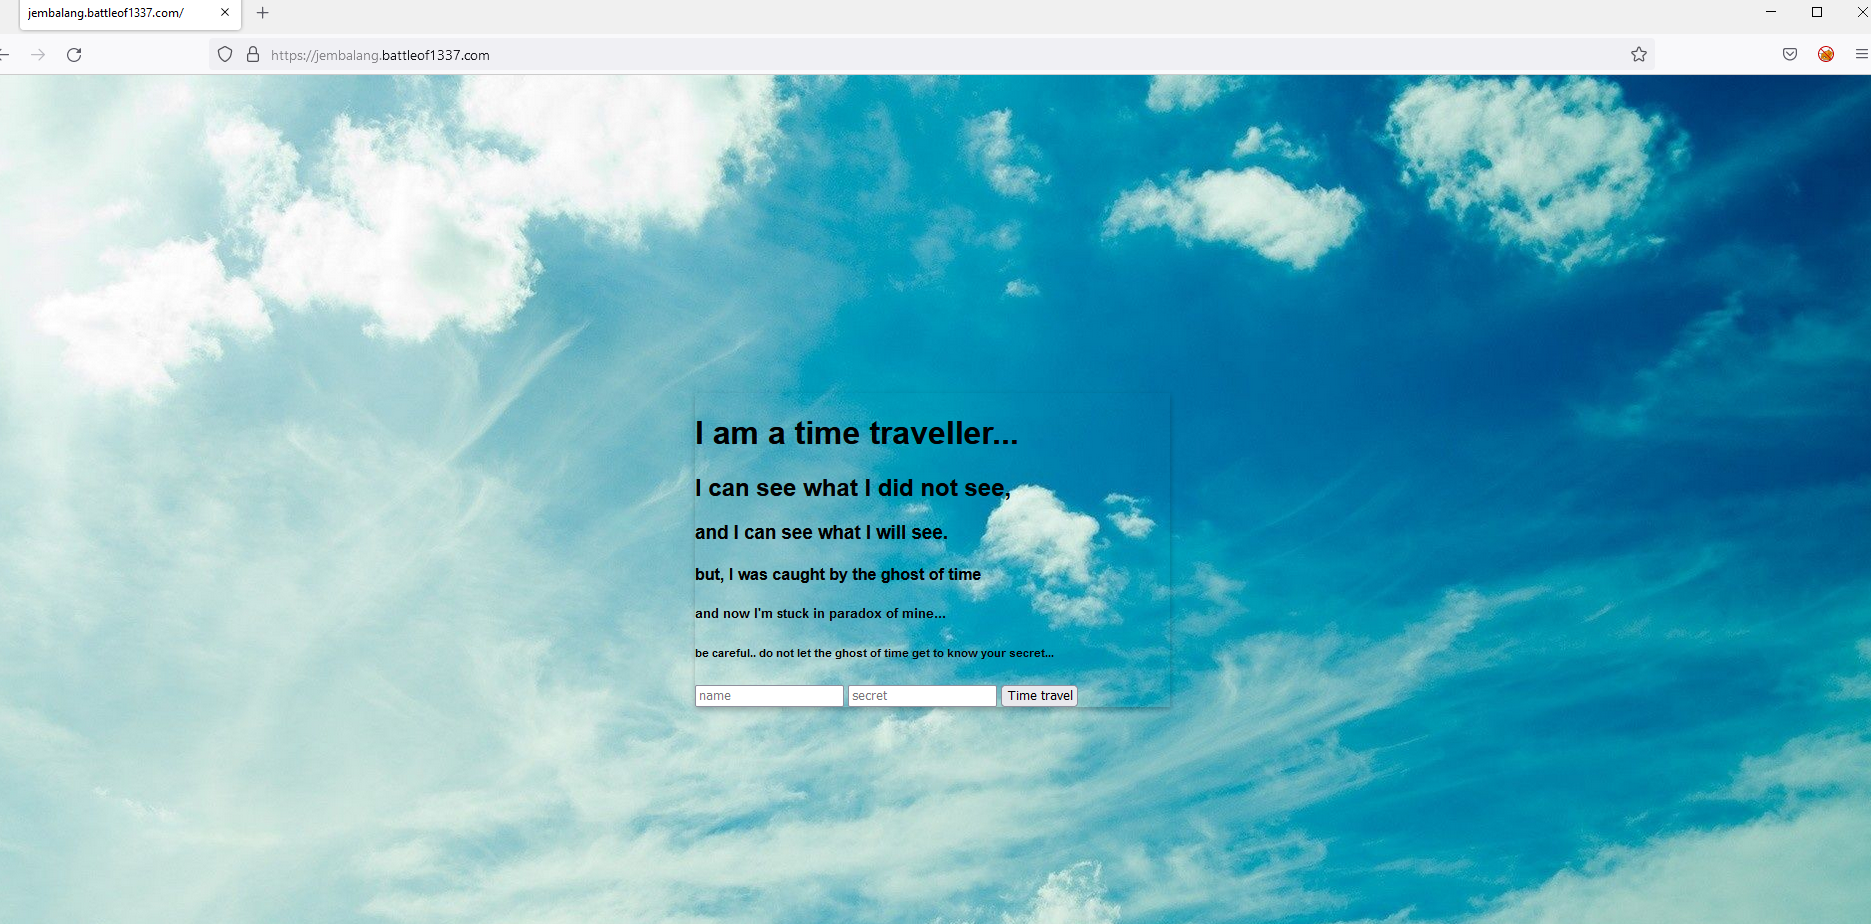 jembalang.battleof1337.com/
https://jembalang.battleof1337.com
I am a time traveller...
I can see what I did not see,
and I can see what I will see.
but, I was caught by the ghost of time
and now I'm stuck in paradox of mine...
be careful.. do not let the ghost of time get to know your secret...
name secret Time travel